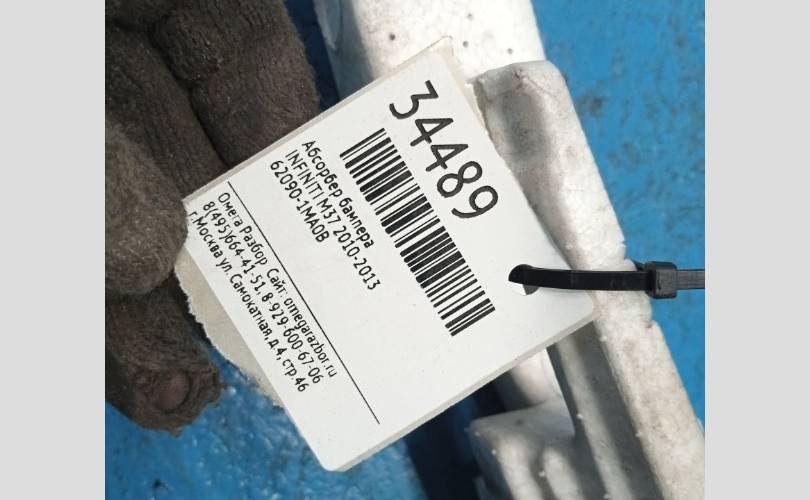 34489
Абсорбер бампера
INFINITI M37 2010-2013
62090-1MA0B
Омега Разбор. Сайт: omegarazbor.ru
8(495)664-41-51, 8-929-600-67-06
г.Москва ул. Самокатная, д.4, стр.46